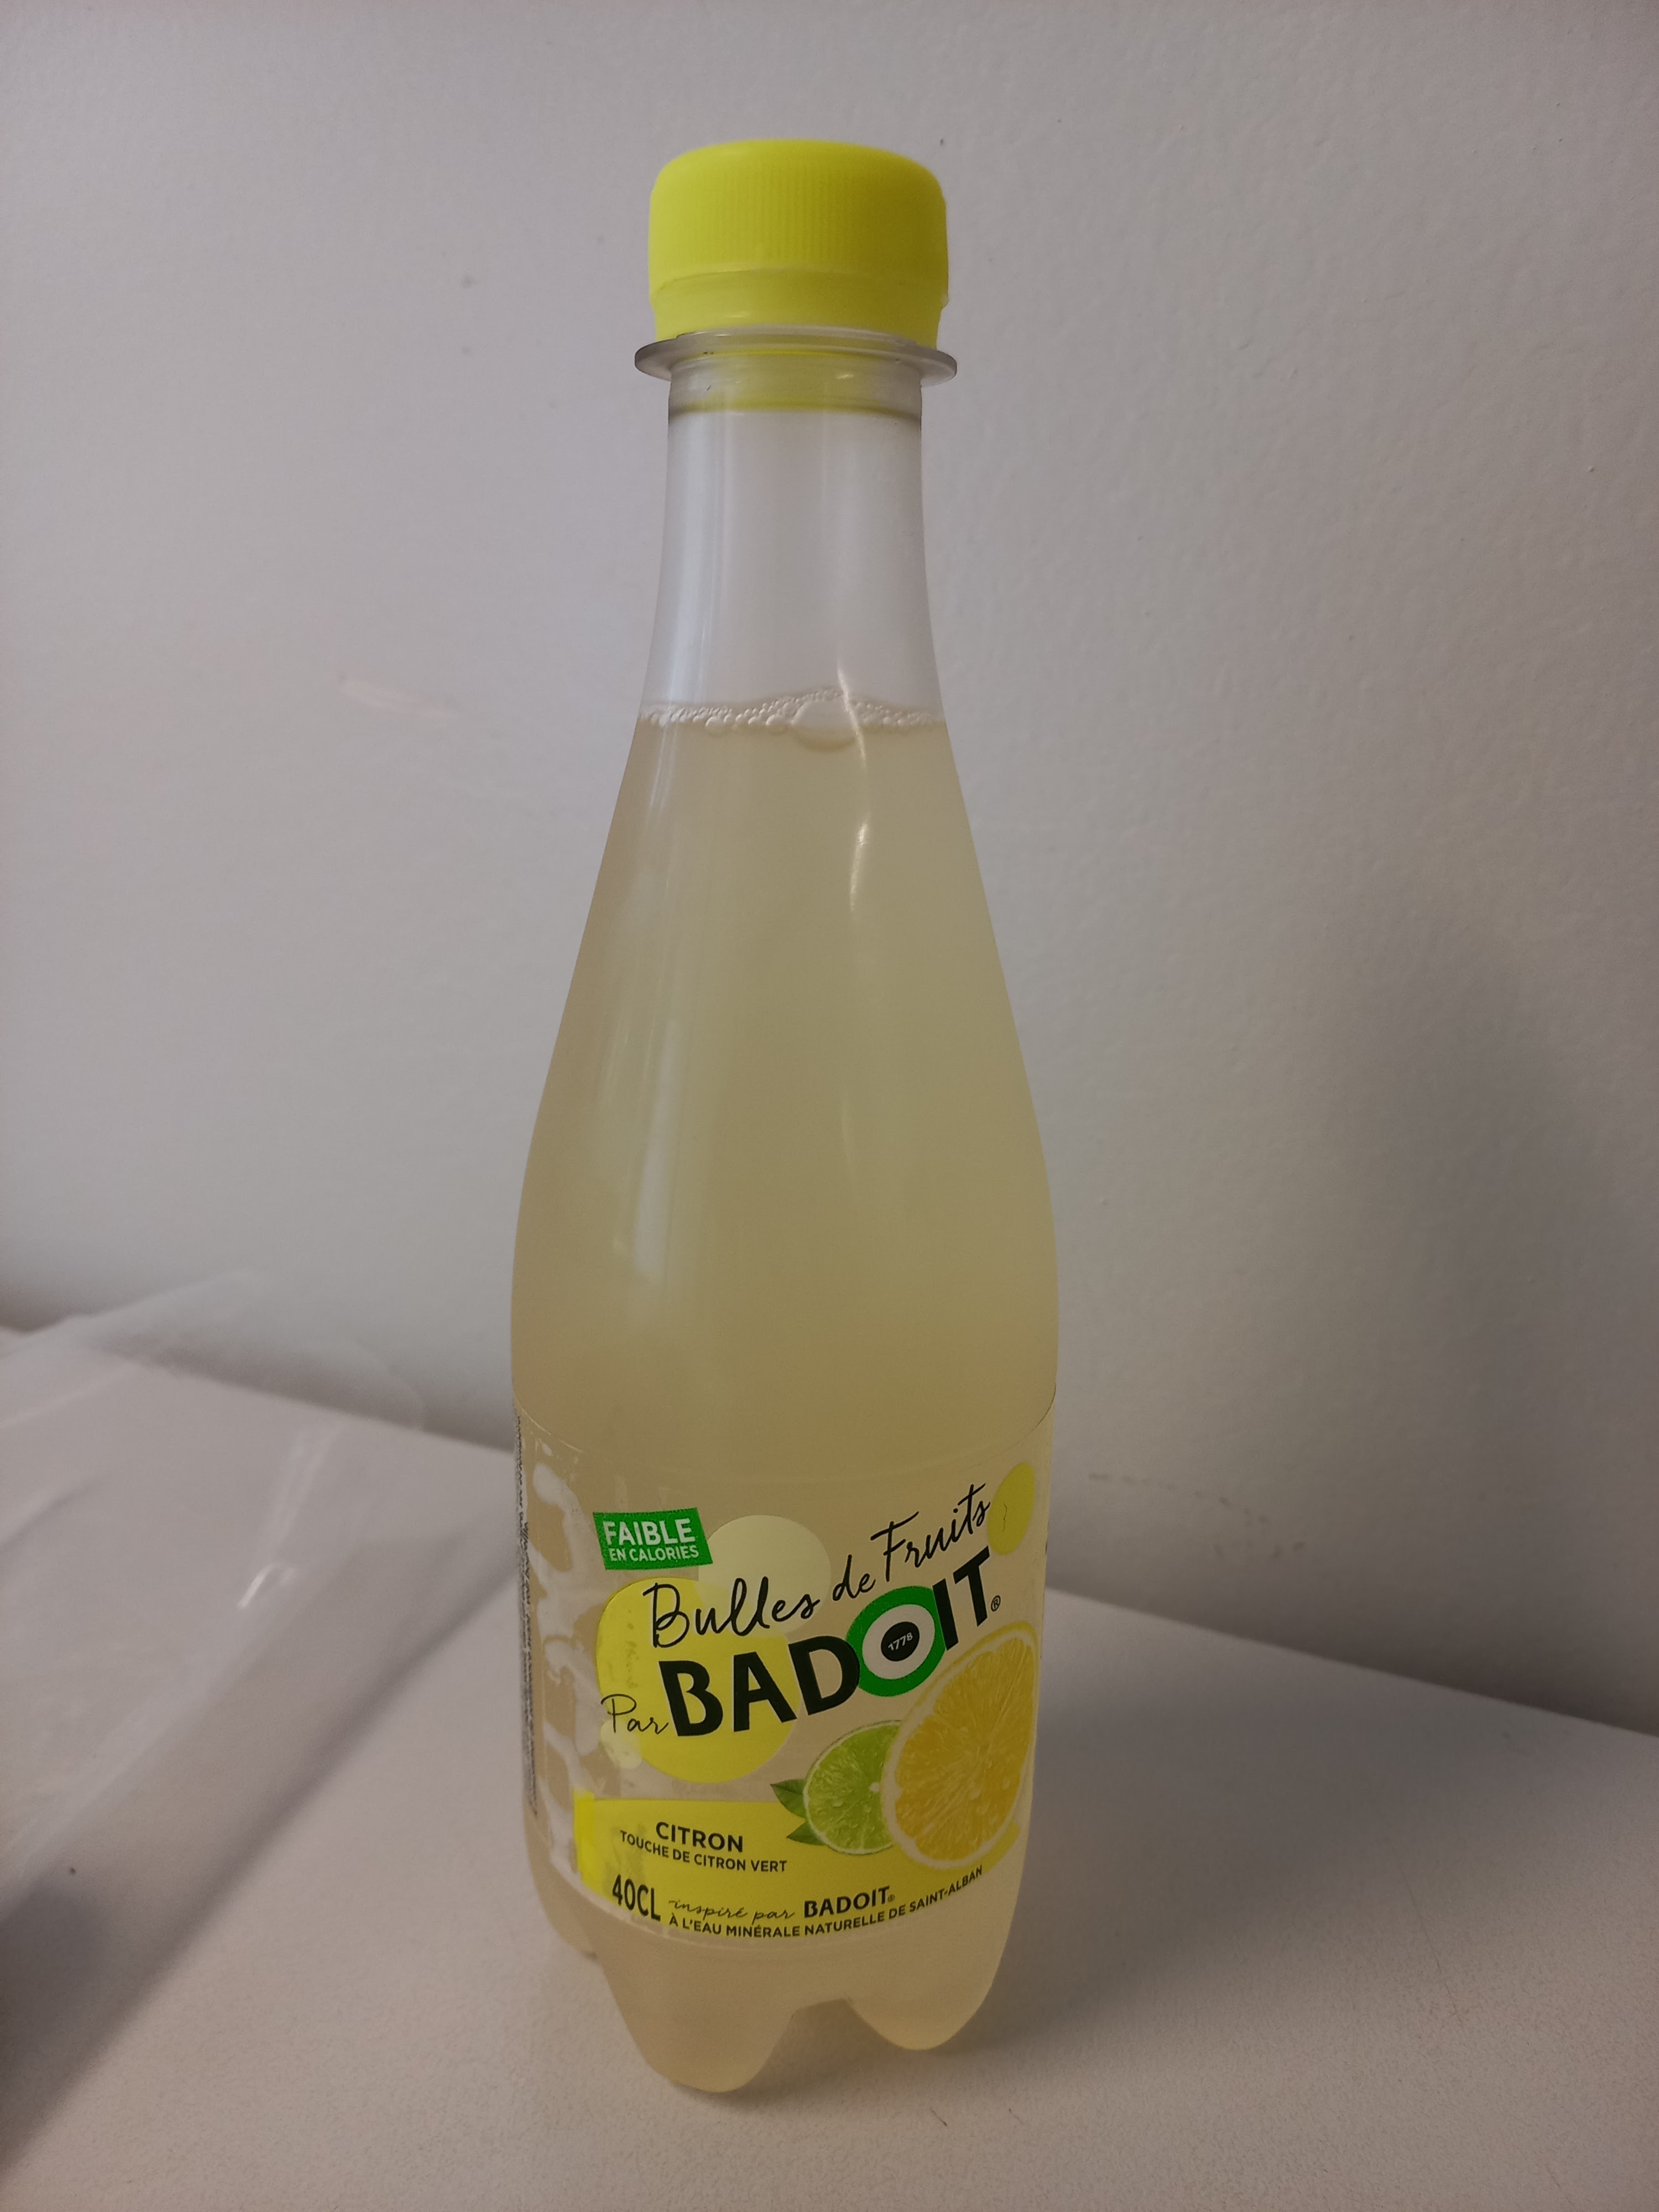 FAIBLE
EN CALORIES
Bulles de Fruits
Par BADOIT®
1778
CITRON
TOUCHE DE CITRON VERT
40CL inspiré par BADOIT®
À L'EAU MINÉRALE NATURELLE DE SAINT-ALBAN